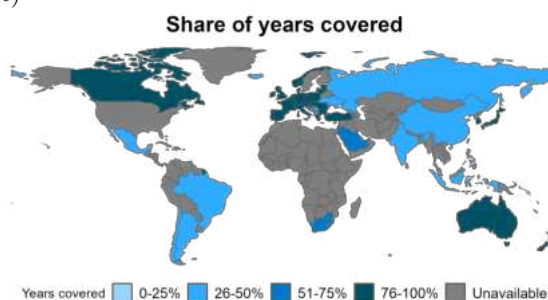 Share of years covered
Years covered 0-25% 26-50% 51-75% 76-100% Unavailable